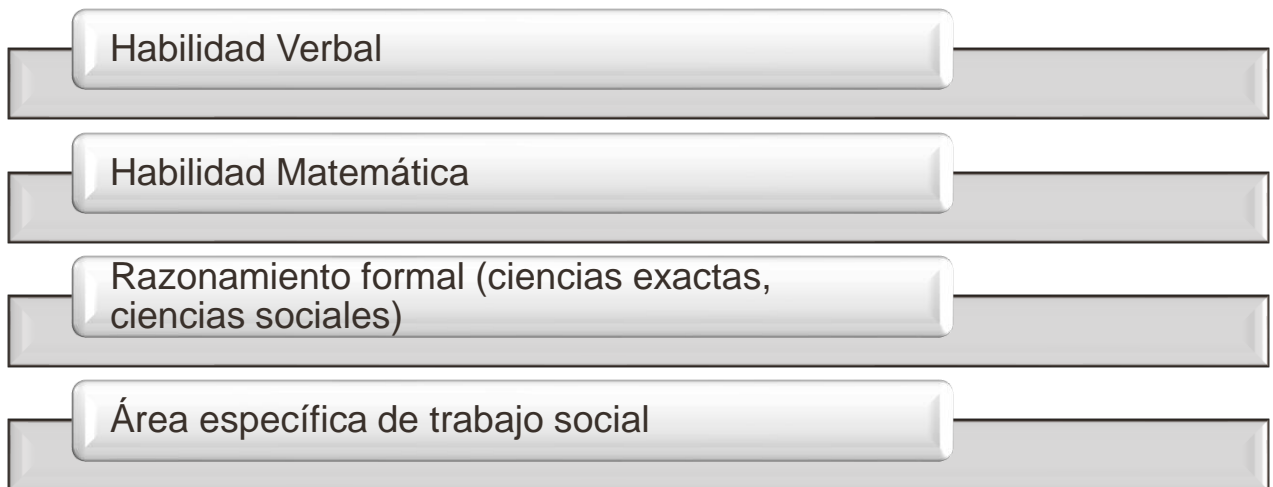 Habilidad Verbal
Habilidad Matemática
Razonamiento formal (ciencias exactas,
ciencias sociales)
Área específica de trabajo social